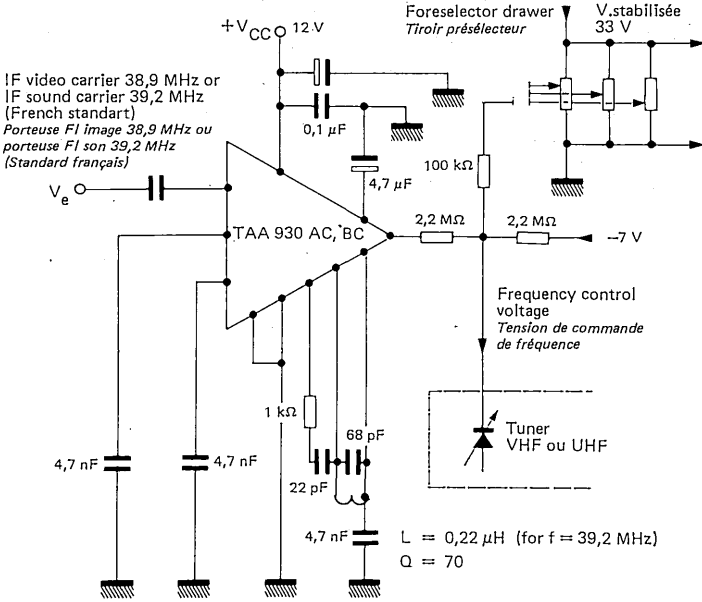 Foreselector drawer
Tiroir présélecteur
V.stabilisée
33 V
+VCC
12 V
IF video carrier 38,9 MHz or
IF sound carrier 39,2 MHz
(French standart)
Porteuse FI image 38,9 MHz ou
porteuse FI son 39,2 MHz
(Standard français)
0,1 µF
4,7 µF
100 kΩ
Ve
TAA 930 AC, BC
2,2 MΩ
2,2 MΩ
–7 V
Frequency control
voltage
Tension de commande
de fréquence
1 kΩ
68 pF
Tuner
VHF ou UHF
4,7 nF
4,7 nF
22 pF
4,7 nF
L = 0,22 µH (for f = 39,2 MHz)
Q = 70